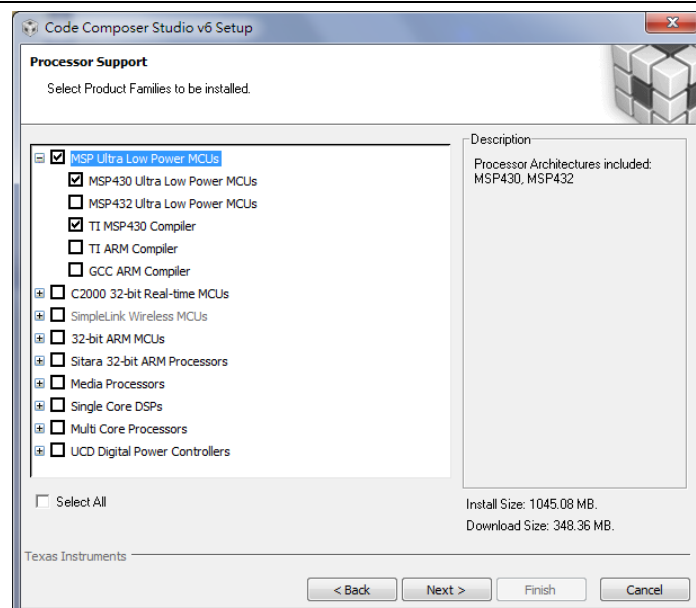 Code Composer Studio v6 Setup
Processor Support
Select Product Families to be installed.
MSP Ultra Low Power MCUs
MSP430 Ultra Low Power MCUs
MSP432 Ultra Low Power MCUs
TI MSP430 Compiler
TI ARM Compiler
GCC ARM Compiler
C2000 32-bit Real-time MCUs
SimpleLink Wireless MCUs
32-bit ARM MCUs
Sitara 32-bit ARM Processors
Media Processors
Single Core DSPs
Multi Core Processors
UCD Digital Power Controllers
Select All
Description
Processor Architectures included:
MSP430, MSP432
Install Size: 1045.08 MB.
Download Size: 348.36 MB.
Texas Instruments
< Back Next > Finish Cancel